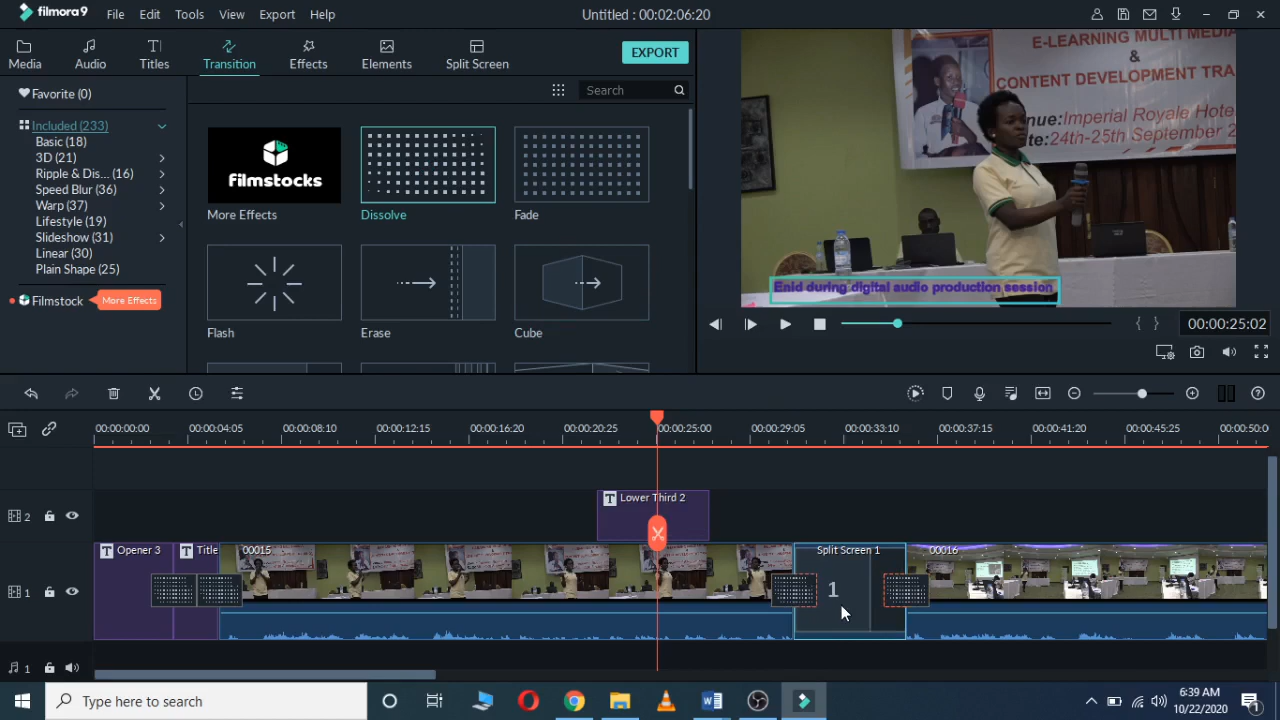 filmora9 File Edit Tools View Export Help Untitled : 00:02:06:20
Media Audio Titles Transition Effects Elements Split Screen EXPORT
Favorite (0)
Included (233)
Basic (18)
3D (21)
Ripple & Dis... (16)
Speed Blur (36)
Warp (37)
Lifestyle (19)
Slideshow (31)
Linear (30)
Plain Shape (25)
Filmstock More Effects
Search
filmstocks
More Effects Dissolve Fade
Flash Erase Cube
E-LEARNING MULTI MEDIA
&
CONTENT DEVELOPMENT TRA
nue:Imperial Royale Hote
te:24th-25th September 2
Enid during digital audio production session
{ } 00:00:25:02
00:00:00:00 00:00:04:05 00:00:08:10 00:00:12:15 00:00:16:20 00:00:20:25 00:00:25:00 00:00:29:05 00:00:33:10 00:00:37:15 00:00:41:20 00:00:45:25 00:00:50:0
2 T Lower Third 2
T Opener 3 T Title 00015 Split Screen 1 00016
1 1
1
Type here to search
6:39 AM
10/22/2020
1